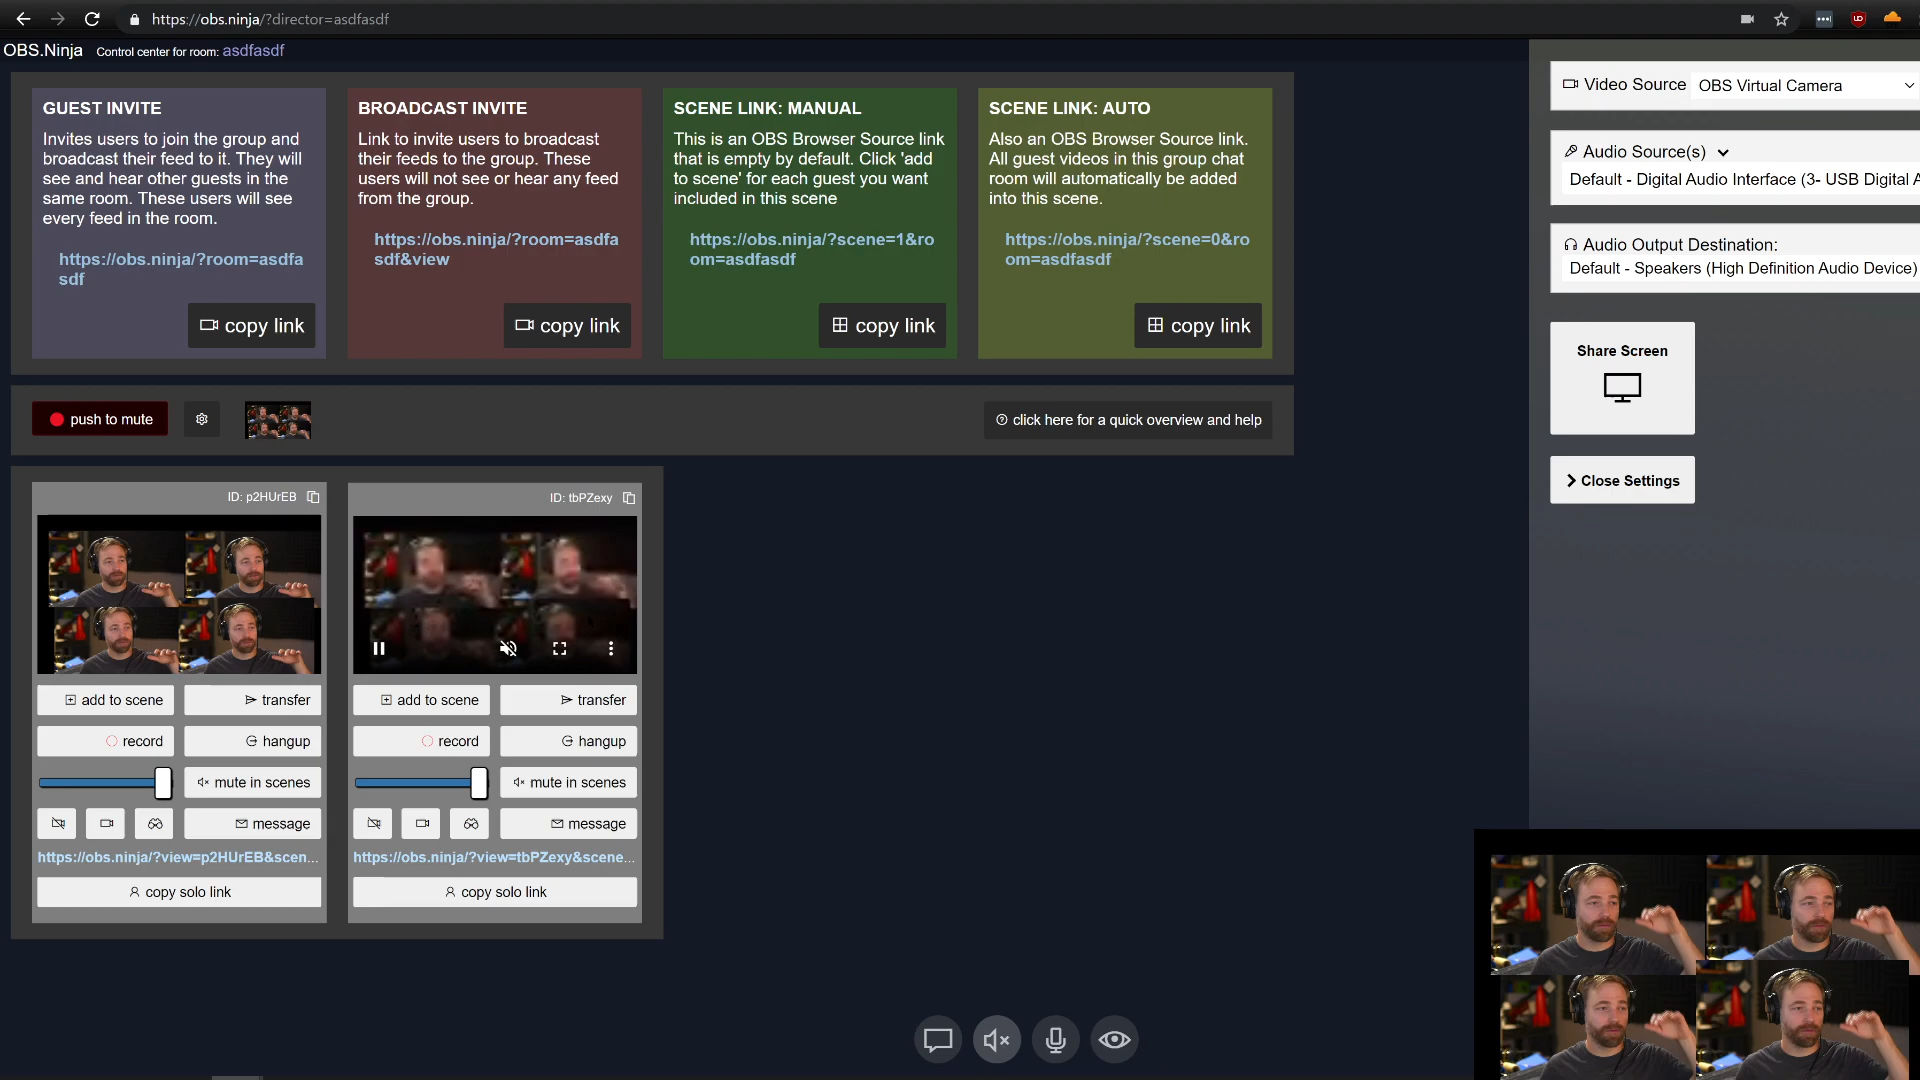 https://obs.ninja/?director=asdfasdf
OBS.Ninja Control center for room: asdfasdf
GUEST INVITE
Invites users to join the group and
broadcast their feed to it. They will
see and hear other guests in the
same room. These users will see
every feed in the room.
https://obs.ninja/?room=asdfa
sdf
copy link
BROADCAST INVITE
Link to invite users to broadcast
their feeds to the group. These
users will not see or hear any feed
from the group.
https://obs.ninja/?room=asdfa
sdf&view
copy link
SCENE LINK: MANUAL
This is an OBS Browser Source link
that is empty by default. Click 'add
to scene' for each guest you want
included in this scene
https://obs.ninja/?scene=1&ro
om=asdfasdf
copy link
SCENE LINK: AUTO
Also an OBS Browser Source link.
All guest videos in this group chat
room will automatically be added
into this scene.
https://obs.ninja/?scene=0&ro
om=asdfasdf
copy link
push to mute
click here for a quick overview and help
ID: p2HUrEB
add to scene
transfer
record
hangup
mute in scenes
message
https://obs.ninja/?view=p2HUrEB&scen...
copy solo link
ID: tbPZexy
add to scene
transfer
record
hangup
mute in scenes
message
https://obs.ninja/?view=tbPZexy&scene...
copy solo link
Video Source OBS Virtual Camera
Audio Source(s)
Default - Digital Audio Interface (3- USB Digital A
Audio Output Destination:
Default - Speakers (High Definition Audio Device)
Share Screen
Close Settings